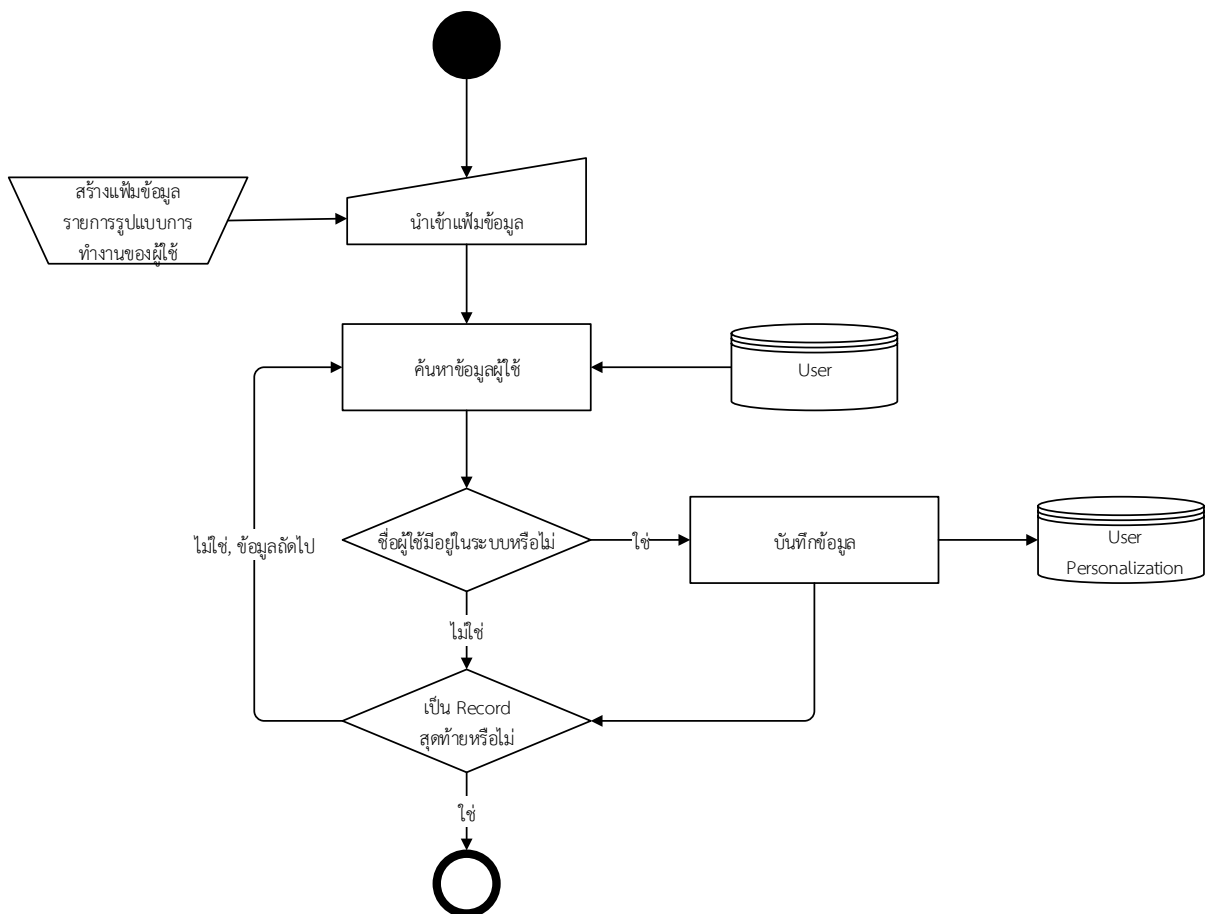 สร้างแฟ้มข้อมูล
รายการรูปแบบการ
ทำงานของผู้ใช้
นำเข้าแฟ้มข้อมูล
ค้นหาข้อมูลผู้ใช้
User
ไม่ใช่, ข้อมูลถัดไป
ชื่อผู้ใช้มีอยู่ในระบบหรือไม่
ใช่
บันทึกข้อมูล
User
Personalization
ไม่ใช่
เป็น Record
สุดท้ายหรือไม่
ใช่